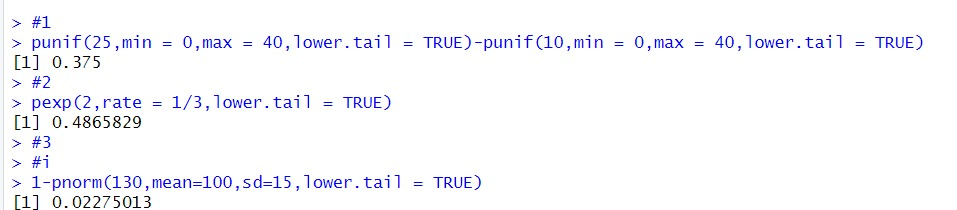 > #1
> punif(25,min = 0,max = 40,lower.tail = TRUE)-punif(10,min = 0,max = 40,lower.tail = TRUE)
[1] 0.375
> #2
> pexp(2,rate = 1/3,lower.tail = TRUE)
[1] 0.4865829
> #3
> #i
> 1-pnorm(130,mean=100,sd=15,lower.tail = TRUE)
[1] 0.02275013